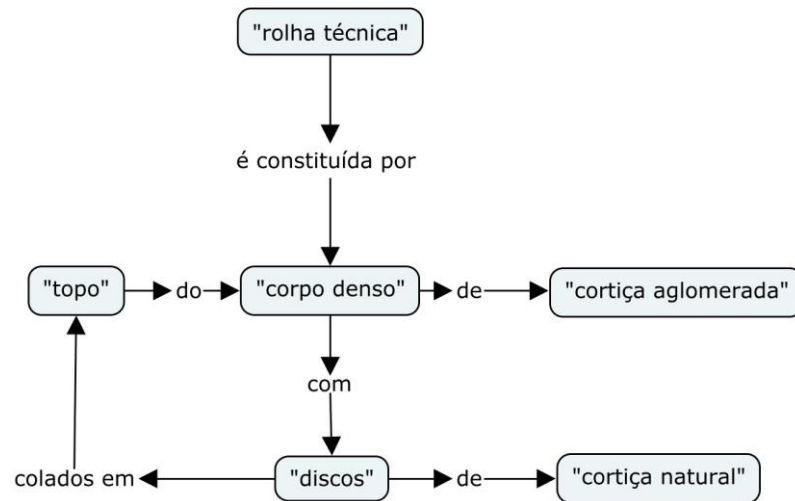 "rolha técnica"
é constituída por
"topo" do "corpo denso" de "cortiça aglomerada"
com
colados em "discos" de "cortiça natural"